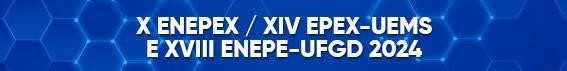 X ENEPEX / XIV EPEX-UEMS
E XVIII ENEPE-UFGD 2024